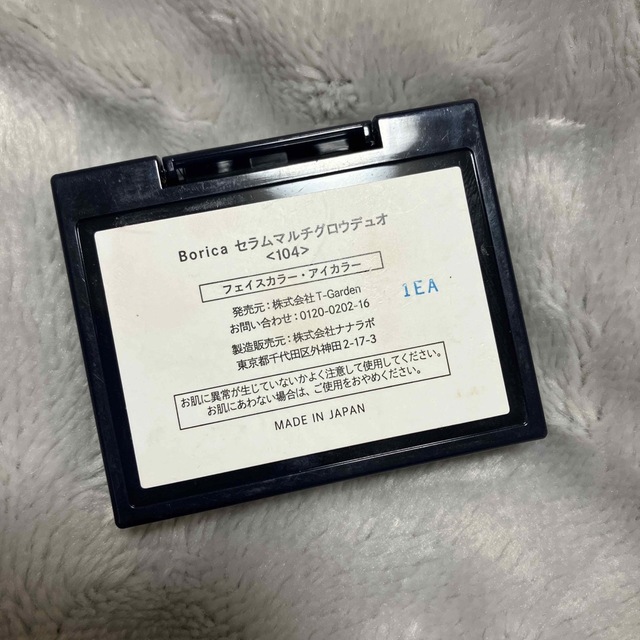 Borica セラムマルチグロウデュオ
<104>
フェイスカラー・アイカラー
発売元：株式会社T-Garden
お問い合わせ：0120-0202-16
1EA
製造販売元：株式会社ナナラボ
東京都千代田区外神田2-17-3
お肌に異常が生じていないかよく注意して使用してください。
お肌にあわない場合は、ご使用をおやめください。
MADE IN JAPAN